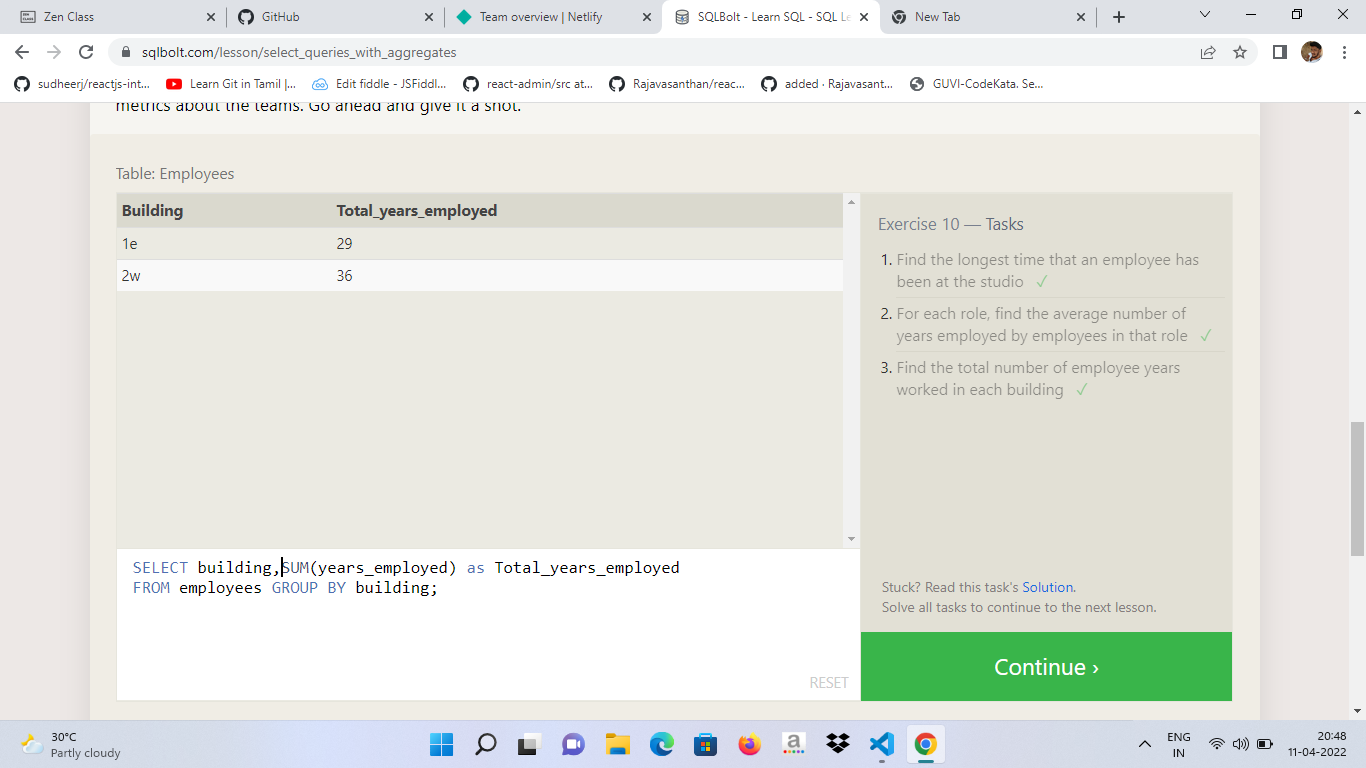 Zen Class
GitHub
Team overview | Netlify
SQLBolt - Learn SQL - SQL Le
New Tab
sqlbolt.com/lesson/select_queries_with_aggregates
sudheerj/reactjs-int...
Learn Git in Tamil |...
Edit fiddle - JSFiddl...
react-admin/src at...
Rajavasanthan/reac...
added · Rajavasant...
GUVI-CodeKata. Se...
metrics about the teams. Go ahead and give it a shot.
Table: Employees
Building Total_years_employed
1e 29
2w 36
Exercise 10 — Tasks
1. Find the longest time that an employee has
been at the studio ✓
2. For each role, find the average number of
years employed by employees in that role ✓
3. Find the total number of employee years
worked in each building ✓
SELECT building,SUM(years_employed) as Total_years_employed
FROM employees GROUP BY building;
RESET
Stuck? Read this task's Solution.
Solve all tasks to continue to the next lesson.
Continue ›
30°C
Partly cloudy
ENG
IN
20:48
11-04-2022